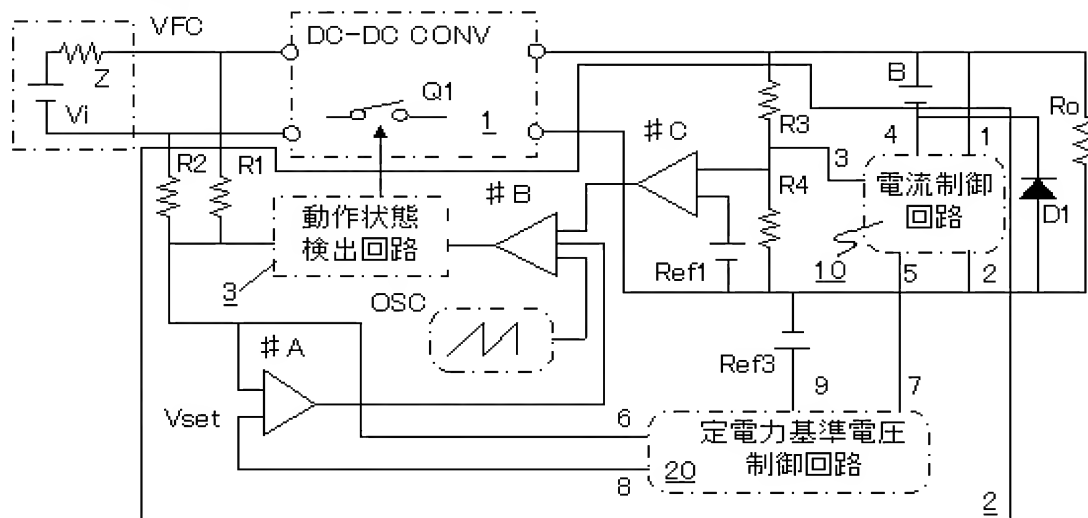 VFC
DC-DC CONV
Z
Vi
Q1
1
B
Ro
R2
R1
R3
♯C
4
1
3
R4
電流制御
回路
D1
♯B
動作状態
検出回路
Ref1
10
5
2
3
OSC
♯A
Ref3
9
7
Vset
6
定電力基準電圧
制御回路
20
8
2